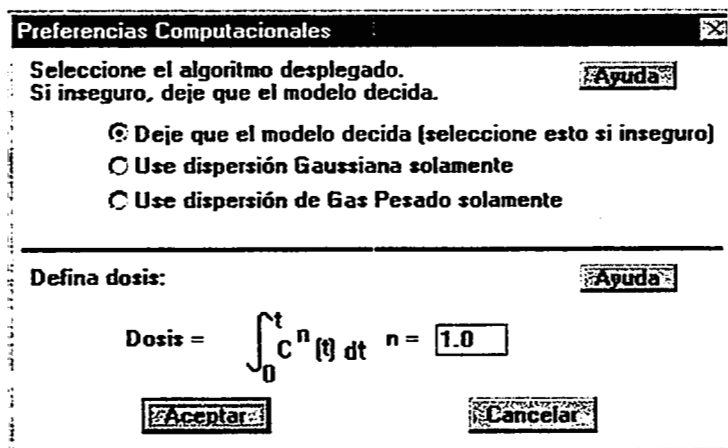 Preferencias Computacionales
Seleccione el algoritmo desplegado.
Si inseguro, deje que el modelo decida.
Ayuda
Deje que el modelo decida (seleccione esto si inseguro)
Use dispersión Gaussiana solamente
Use dispersión de Gas Pesado solamente
Defina dosis:
Ayuda
Dosis = ∫₀ᵗ Cⁿ (t) dt n = 1.0
Aceptar Cancelar